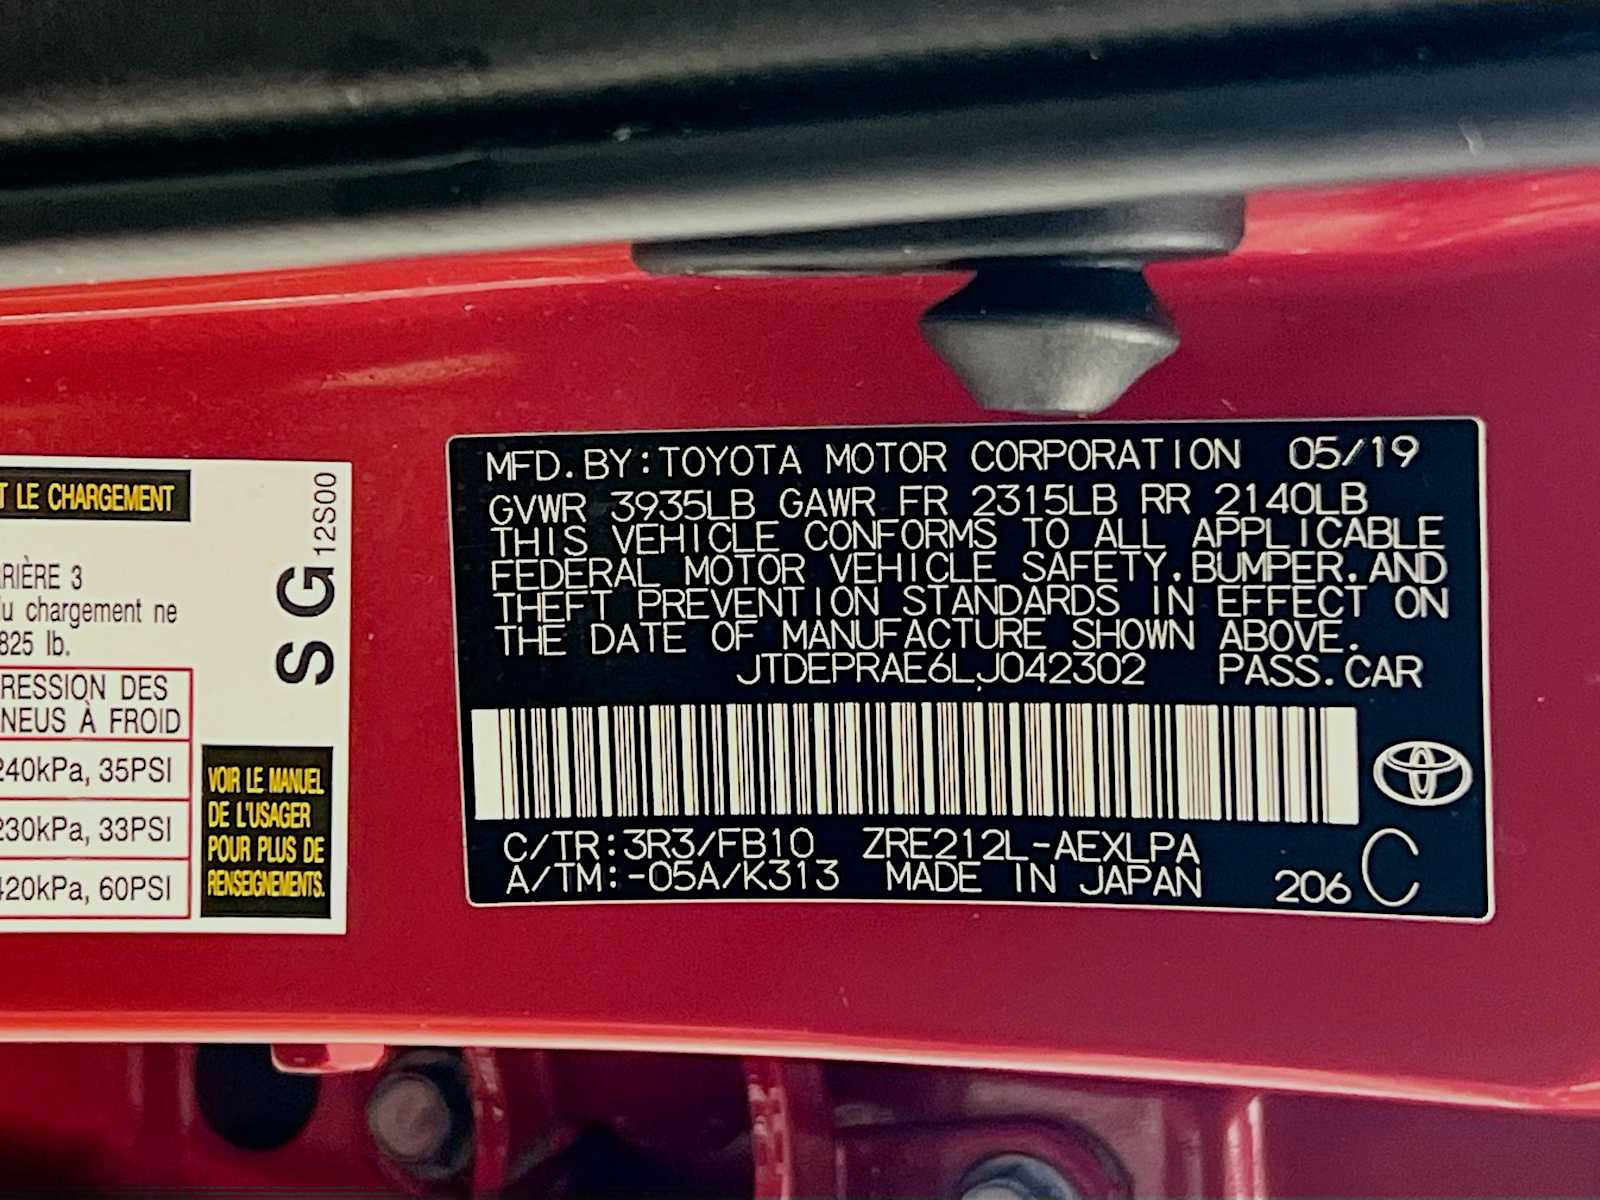 T LE CHARGEMENT
RIÈRE 3
u chargement ne
825 lb.
RESSION DES
NEUS À FROID
240kPa, 35PSI
230kPa, 33PSI
420kPa, 60PSI
SG12S00
VOIR LE MANUEL
DE L'USAGER
POUR PLUS DE
RENSEIGNEMENTS.
MFD.BY:TOYOTA MOTOR CORPORATION 05/19
GVWR 3935LB GAWR FR 2315LB RR 2140LB
THIS VEHICLE CONFORMS TO ALL APPLICABLE
FEDERAL MOTOR VEHICLE SAFETY.BUMPER.AND
THEFT PREVENTION STANDARDS IN EFFECT ON
THE DATE OF MANUFACTURE SHOWN ABOVE.
JTDEPRAE6LJ042302 PASS.CAR
C/TR:3R3/FB10 ZRE212L-AEXLPA
A/TM:-05A/K313 MADE IN JAPAN 206 C